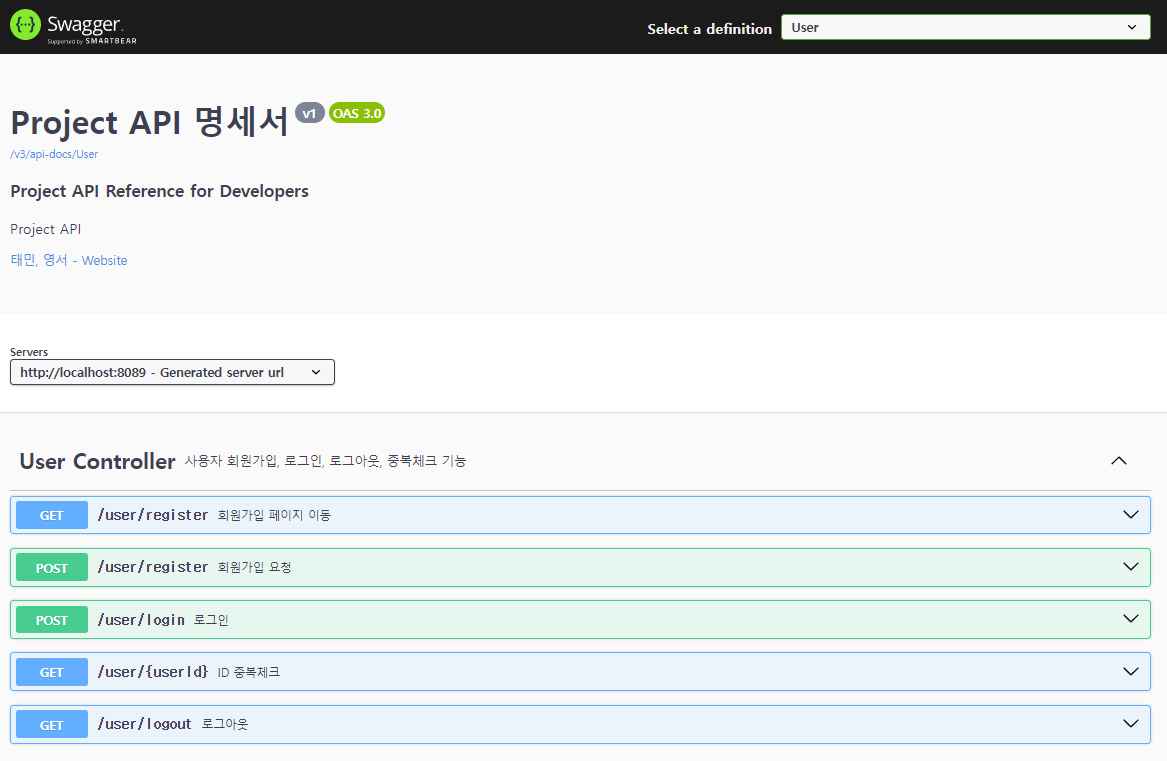 Swagger.
Supported by SMARTBEAR
Select a definition
User
Project API 명세서 v1 OAS 3.0
/v3/api-docs/User
Project API Reference for Developers
Project API
태민, 영서 - Website
Servers
http://localhost:8089 - Generated server url
User Controller 사용자 회원가입, 로그인, 로그아웃, 중복체크 기능
GET /user/register 회원가입 페이지 이동
POST /user/register 회원가입 요청
POST /user/login 로그인
GET /user/{userId} ID 중복체크
GET /user/logout 로그아웃